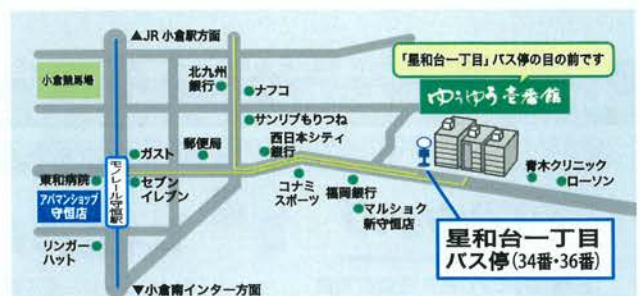 ▲JR 小倉駅方面
「星和台一丁目」バス停の目の前です
小倉競馬場
北九州
銀行
ナフコ
ゆうゆう壱番館
サンリブもりつね
西日本シティ
銀行
郵便局
ガスト
モノレール守恒駅
東和病院
セブン
イレブン
アパマンショップ
守恒店
コナミ
スポーツ
福岡銀行
マルショク
新守恒店
青木クリニック
ローソン
リンガー
ハット
星和台一丁目
バス停(34番・36番)
▼小倉南インター方面